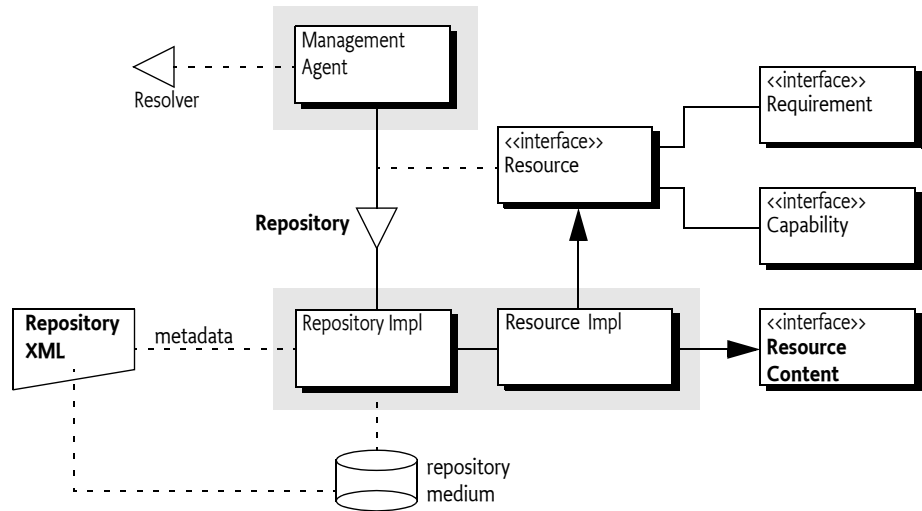 Management
Agent
Resolver
<<interface>>
Requirement
<<interface>>
Resource
<<interface>>
Capability
Repository
Repository
XML
metadata
Repository Impl
Resource Impl
<<interface>>
Resource
Content
repository
medium